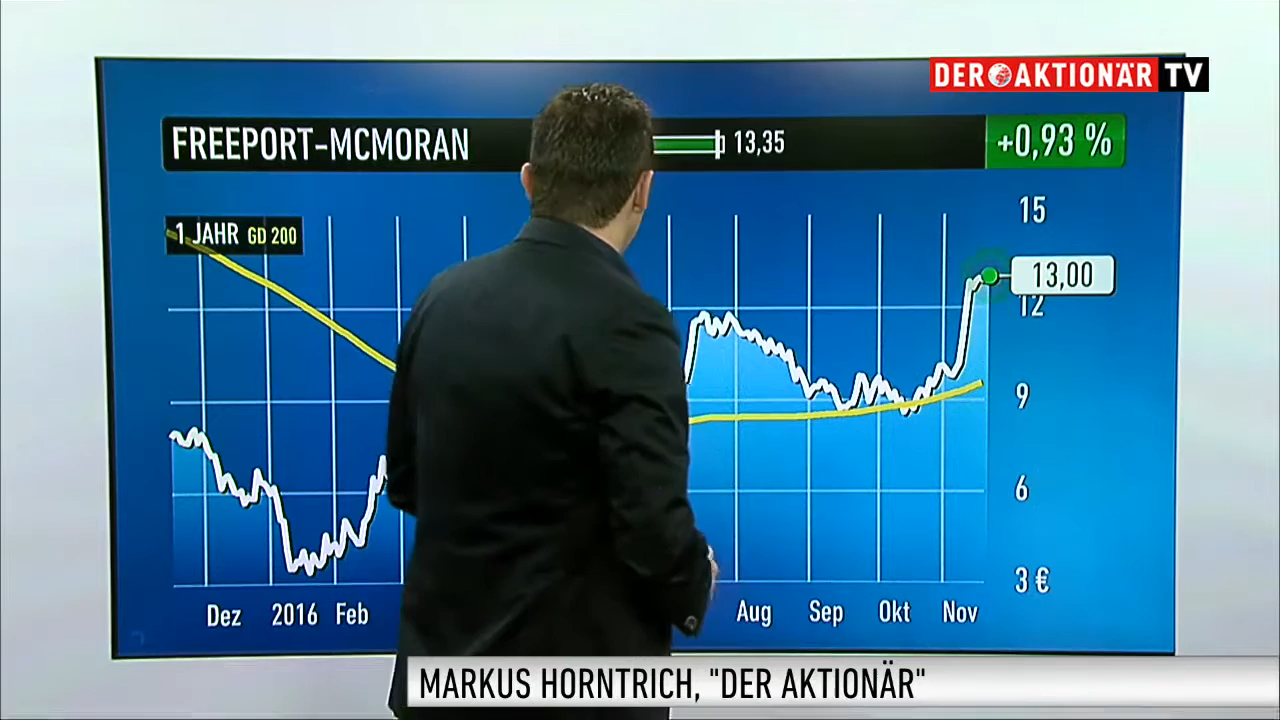 DER AKTIONÄR TV
FREEPORT-MCMORAN
13,35
+0,93 %
1 JAHR GD 200
15
13,00
12
9
6
3 €
Dez 2016 Feb Aug Sep Okt Nov
MARKUS HORNTRICH, "DER AKTIONÄR"